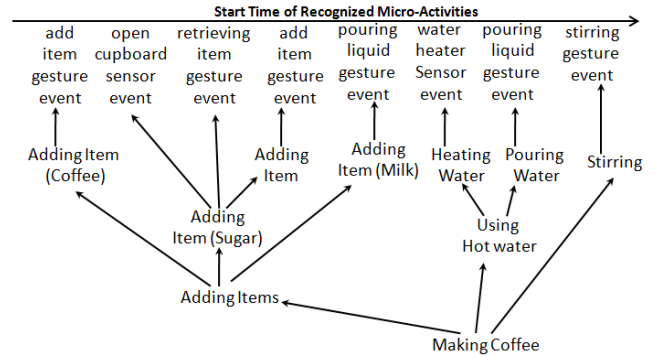 Start Time of Recognized Micro-Activities
add
item
gesture
event
open
cupboard
sensor
event
retrieving
item
gesture
event
add
item
gesture
event
pouring
liquid
gesture
event
water
heater
Sensor
event
pouring
liquid
gesture
event
stirring
gesture
event
Adding Item
(Coffee)
Adding
Item
Adding
Item (Milk)
Heating
Water
Pouring
Water
Stirring
Adding
Item (Sugar)
Using
Hot water
Adding Items
Making Coffee